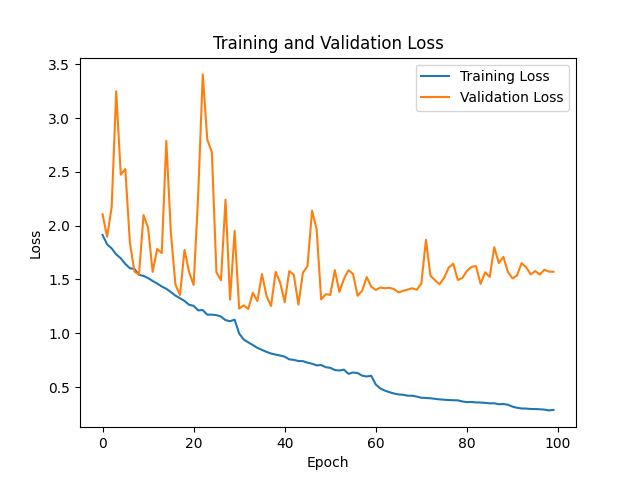 Training and Validation Loss
Training Loss
Validation Loss
3.5
3.0
2.5
2.0
1.5
1.0
0.5
Loss
0 20 40 60 80 100
Epoch